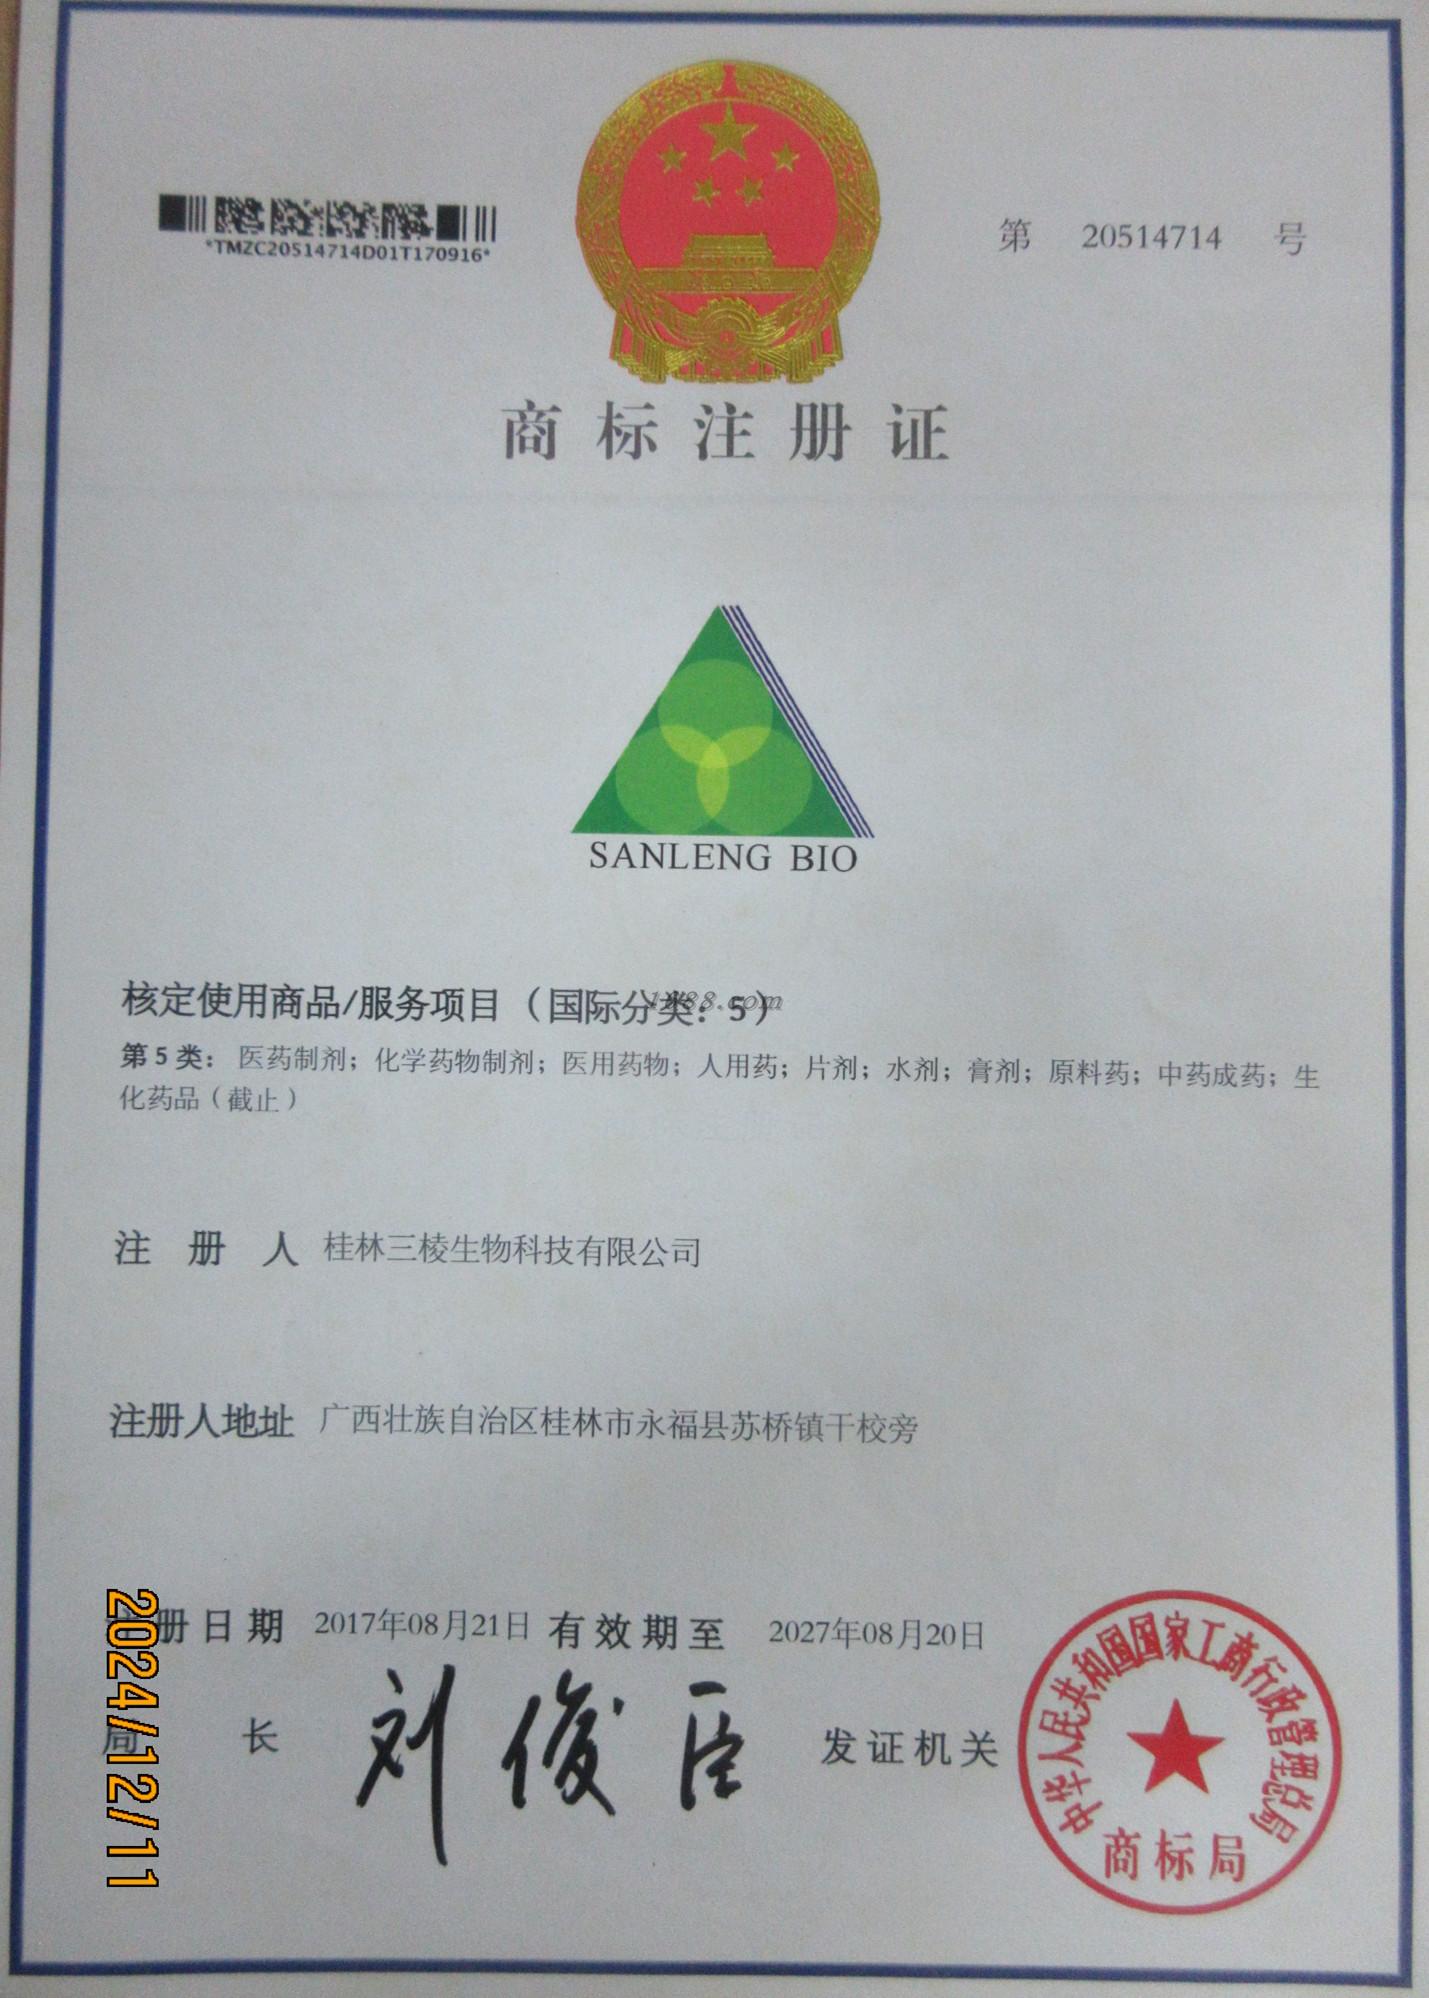 *TMZC20514714D01T170916*
第 20514714 号
商标注册证
SANLENG BIO
核定使用商品/服务项目（国际分类：5）
1688.com
第5类：医药制剂；化学药物制剂；医用药物；人用药；片剂；水剂；膏剂；原料药；中药成药；生
化药品（截止）
注册人 桂林三棱生物科技有限公司
注册人地址 广西壮族自治区桂林市永福县苏桥镇干校旁
注册日期 2017年08月21日 有效期至 2027年08月20日
局长 刘俊臣 发证机关
中华人民共和国国家工商行政管理总局
商标局
2024/12/11